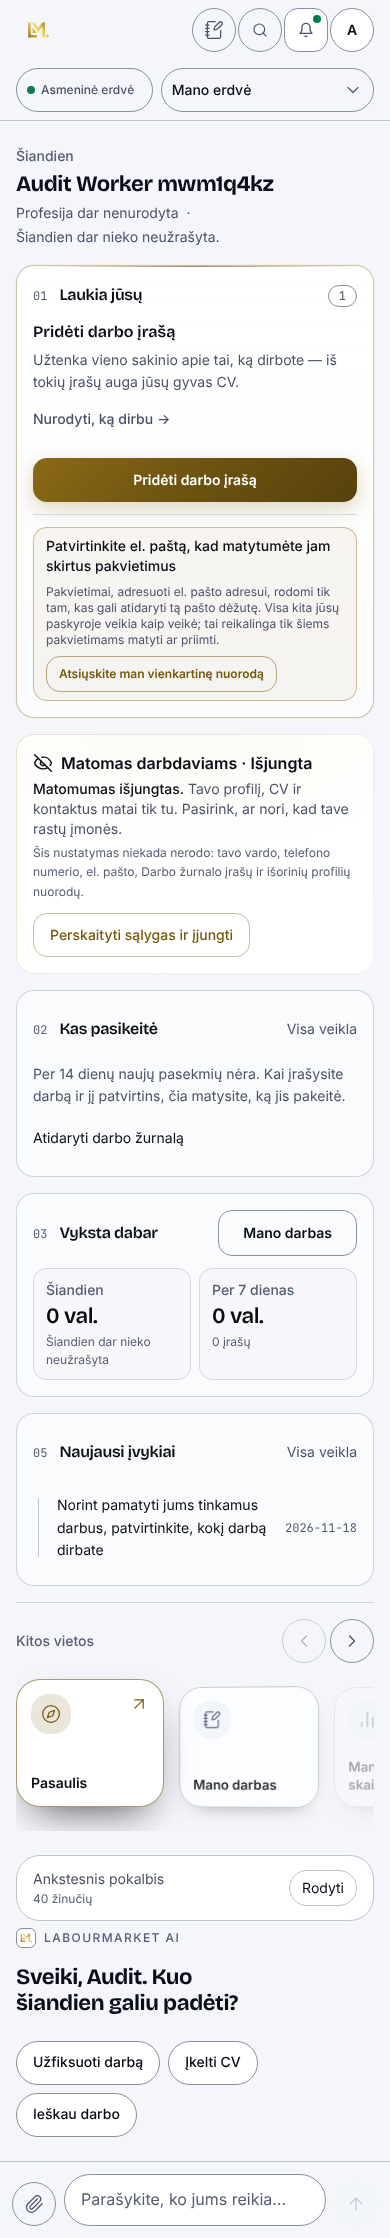 LM.
A
Asmeninė erdvė
Mano erdvė
Šiandien
Audit Worker mwm1q4kz
Profesija dar nenurodyta ·
Šiandien dar nieko neužrašyta.
01 Laukia jūsų 1
Pridėti darbo įrašą
Užtenka vieno sakinio apie tai, ką dirbote — iš
tokių įrašų auga jūsų gyvas CV.
Nurodyti, ką dirbu →
Pridėti darbo įrašą
Patvirtinkite el. paštą, kad matytumėte jam
skirtus pakvietimus
Pakvietimai, adresuoti el. pašto adresui, rodomi tik
tam, kas gali atidaryti tą pašto dėžutę. Visa kita jūsų
paskyroje veikia kaip veikė; tai reikalinga tik šiems
pakvietimams matyti ar priimti.
Atsiųskite man vienkartinę nuorodą
Matomas darbdaviams · Išjungta
Matomumas išjungtas. Tavo profilį, CV ir
kontaktus matai tik tu. Pasirink, ar nori, kad tave
rastų įmonės.
Šis nustatymas niekada nerodo: tavo vardo, telefono
numerio, el. pašto, Darbo žurnalo įrašų ir išorinių profilių
nuorodų.
Perskaityti sąlygas ir įjungti
02 Kas pasikeitė Visa veikla
Per 14 dienų naujų pasekmių nėra. Kai įrašysite
darbą ir jį patvirtins, čia matysite, ką jis pakeitė.
Atidaryti darbo žurnalą
03 Vyksta dabar Mano darbas
Šiandien
0 val.
Šiandien dar nieko
neužrašyta
Per 7 dienas
0 val.
0 įrašų
05 Naujausi įvykiai Visa veikla
Norint pamatyti jums tinkamus
darbus, patvirtinkite, kokį darbą
dirbate
2026-11-18
Kitos vietos
Pasaulis
Mano darbas
Man
skai
Ankstesnis pokalbis
40 žinučių
Rodyti
LM. LABOURMARKET AI
Sveiki, Audit. Kuo
šiandien galiu padėti?
Užfiksuoti darbą
Įkelti CV
Ieškau darbo
Parašykite, ko jums reikia...